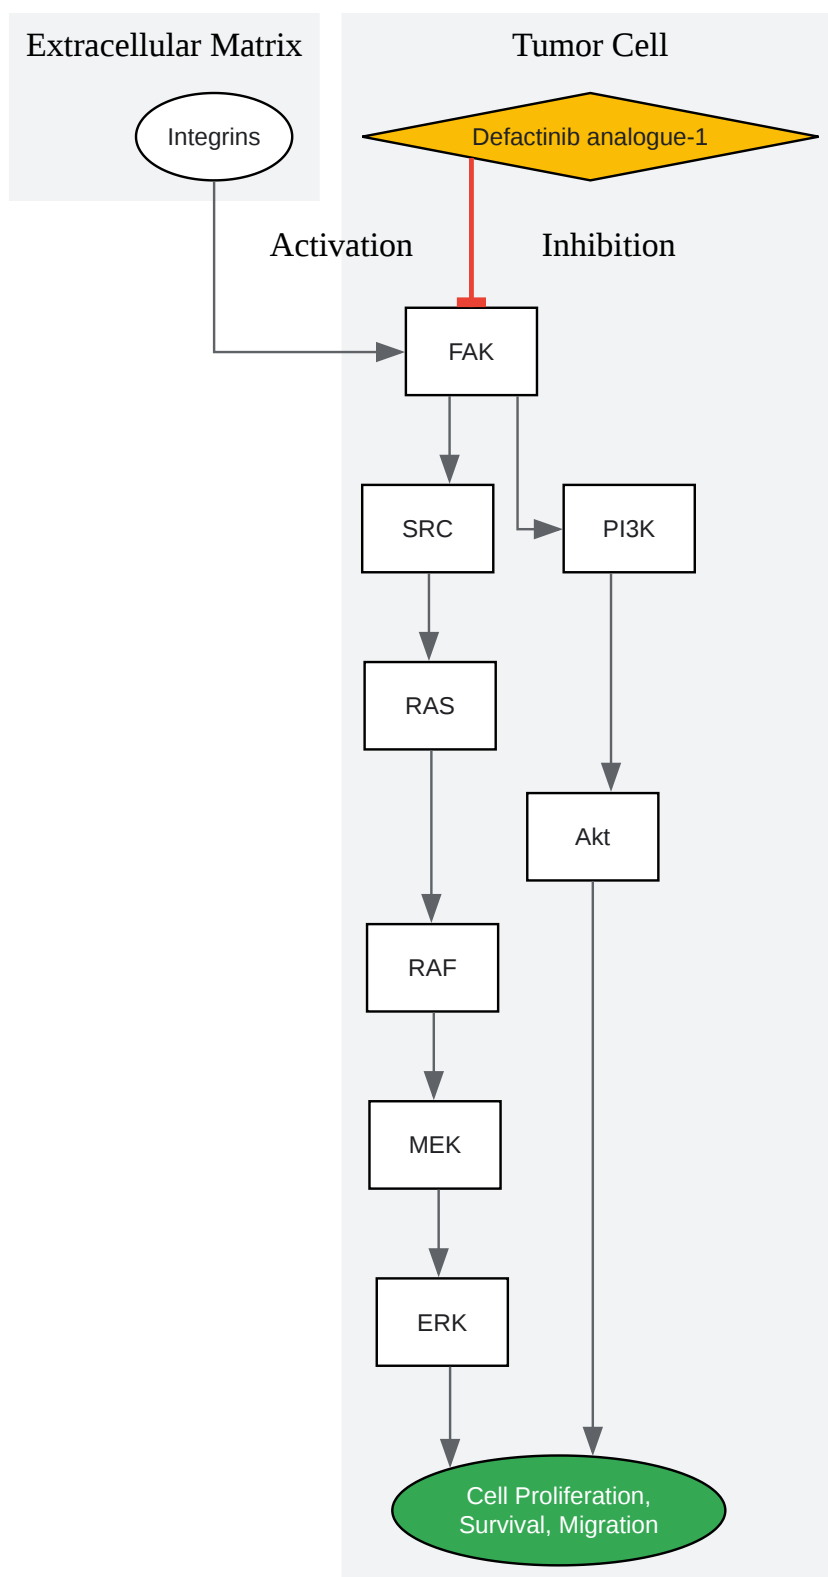 Extracellular Matrix
Tumor Cell
Integrins
Defactinib analogue-1
Activation
Inhibition
FAK
SRC
PI3K
RAS
Akt
RAF
MEK
ERK
Cell Proliferation,
Survival, Migration